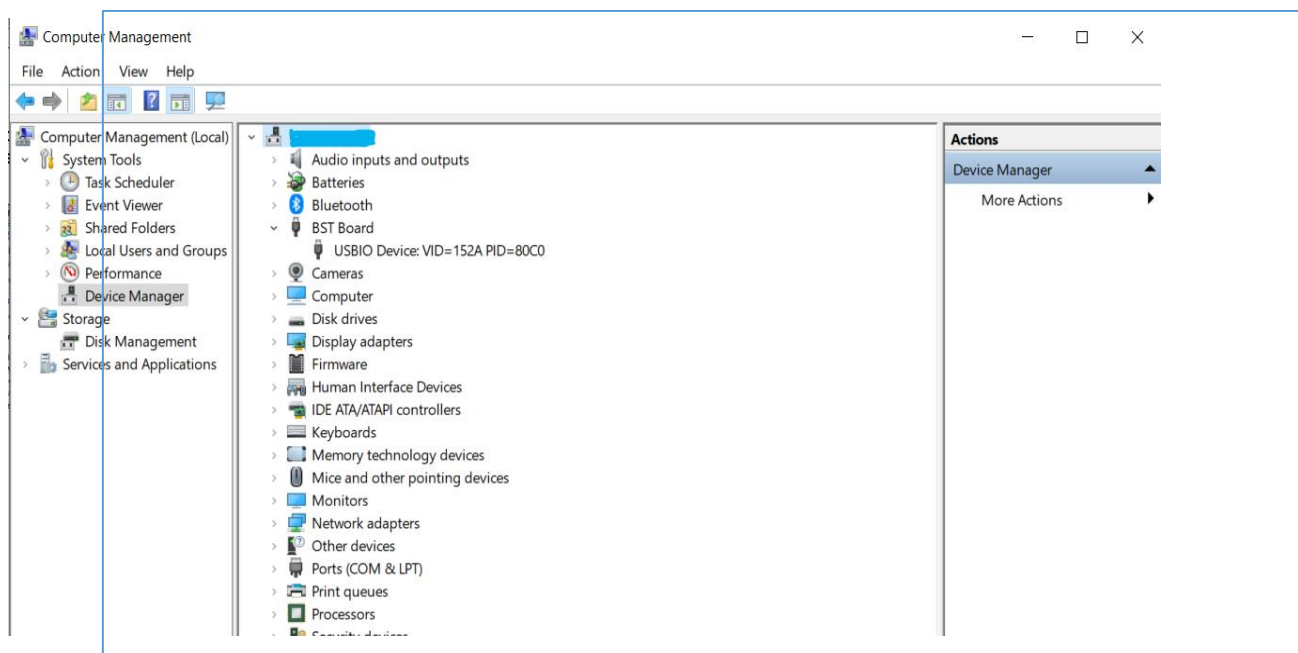 Computer Management
File Action View Help
Computer Management (Local)
System Tools
Task Scheduler
Event Viewer
Shared Folders
Local Users and Groups
Performance
Device Manager
Storage
Disk Management
Services and Applications
Audio inputs and outputs
Batteries
Bluetooth
BST Board
USBIO Device: VID=152A PID=80C0
Cameras
Computer
Disk drives
Display adapters
Firmware
Human Interface Devices
IDE ATA/ATAPI controllers
Keyboards
Memory technology devices
Mice and other pointing devices
Monitors
Network adapters
Other devices
Ports (COM & LPT)
Print queues
Processors
Security devices
Actions
Device Manager
More Actions